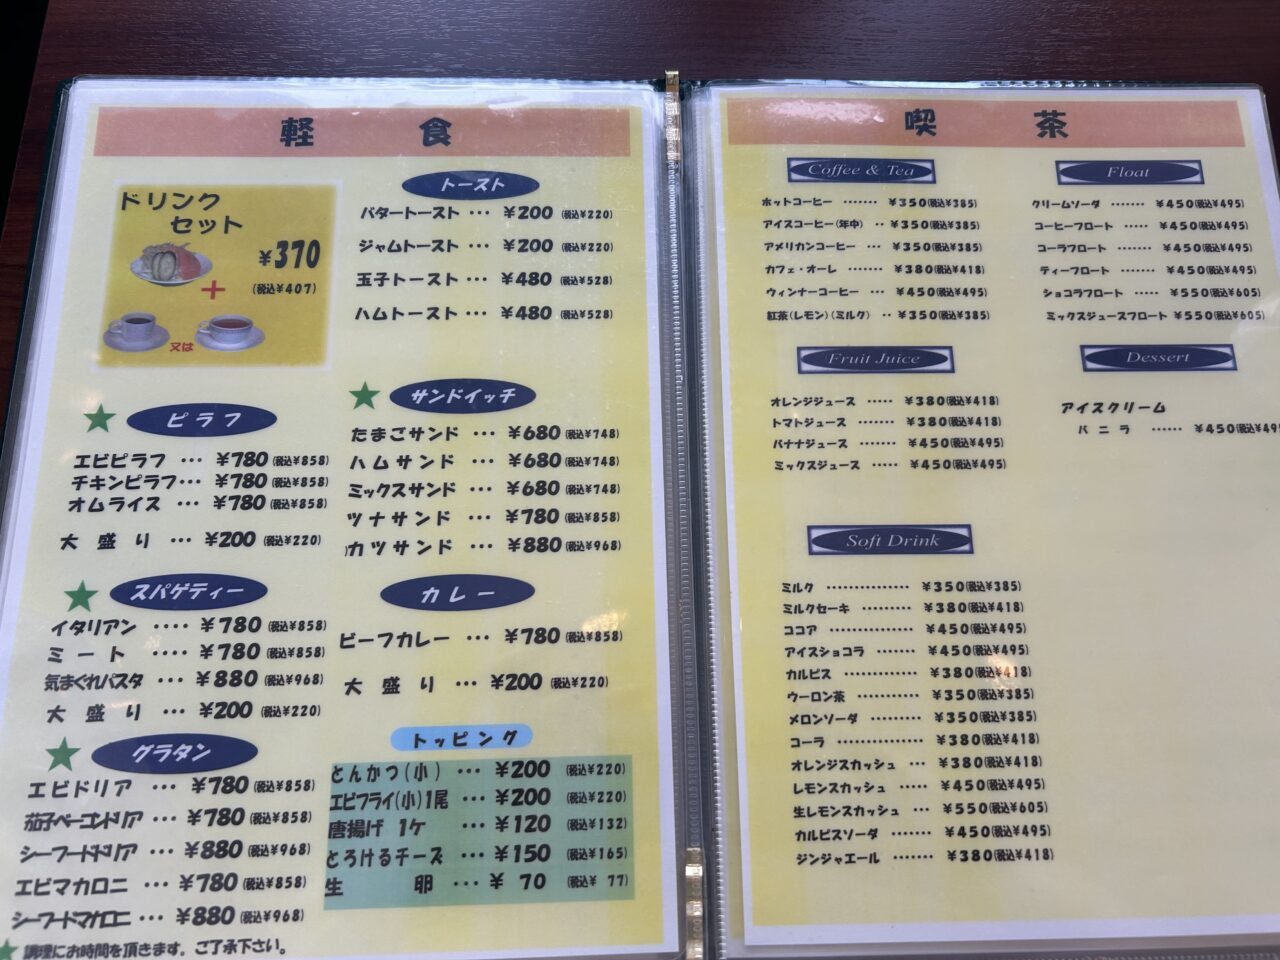 軽食
ドリンク
セット
¥370
(税込¥407)
＋
又は
トースト
バタートースト … ¥200 (税込¥220)
ジャムトースト … ¥200 (税込¥220)
玉子トースト … ¥480 (税込¥528)
ハムトースト … ¥480 (税込¥528)
★ ピラフ
エビピラフ … ¥780 (税込¥858)
チキンピラフ … ¥780 (税込¥858)
オムライス … ¥780 (税込¥858)
大盛り … ¥200 (税込¥220)
★ サンドイッチ
たまごサンド … ¥680 (税込¥748)
ハムサンド … ¥680 (税込¥748)
ミックスサンド … ¥680 (税込¥748)
ツナサンド … ¥780 (税込¥858)
カツサンド … ¥880 (税込¥968)
★ スパゲティー
イタリアン …. ¥780 (税込¥858)
ミート …. ¥780 (税込¥858)
気まぐれパスタ … ¥880 (税込¥968)
大盛り … ¥200 (税込¥220)
カレー
ビーフカレー … ¥780 (税込¥858)
大盛り … ¥200 (税込¥220)
★ グラタン
エビドリア … ¥780 (税込¥858)
茄子ベーコンドリア … ¥780 (税込¥858)
シーフードドリア … ¥880 (税込¥968)
エビマカロニ … ¥780 (税込¥858)
シーフードマカロニ … ¥880 (税込¥968)
★ 調理にお時間を頂きます。ご了承下さい。
トッピング
とんかつ(小) … ¥200 (税込¥220)
エビフライ(小)1尾 … ¥200 (税込¥220)
唐揚げ 1ケ … ¥120 (税込¥132)
とろけるチーズ … ¥150 (税込¥165)
生卵 … ¥ 70 (税込¥ 77)
喫茶
Coffee & Tea
ホットコーヒー ……. ¥350(税込¥385)
アイスコーヒー(年中) ‥ ¥350(税込¥385)
アメリカンコーヒー … ¥350(税込¥385)
カフェ・オーレ ……. ¥380(税込¥418)
ウィンナーコーヒー … ¥450(税込¥495)
紅茶(レモン)(ミルク) ‥ ¥350(税込¥385)
Float
クリームソーダ ……. ¥450(税込¥495)
コーヒーフロート ….. ¥450(税込¥495)
コーラフロート ….. ¥450(税込¥495)
ティーフロート ……. ¥450(税込¥495)
ショコラフロート ….. ¥550(税込¥605)
ミックスジュースフロート ¥550(税込¥605)
Fruit Juice
オレンジジュース ….. ¥380(税込¥418)
トマトジュース ….. ¥380(税込¥418)
バナナジュース ….. ¥450(税込¥495)
ミックスジュース ….. ¥450(税込¥495)
Dessert
アイスクリーム
バニラ …… ¥450(税込¥495
Soft Drink
ミルク …………… ¥350(税込¥385)
ミルクセーキ ……… ¥380(税込¥418)
ココア …………… ¥450(税込¥495)
アイスショコラ ……. ¥450(税込¥495)
カルピス ………… ¥380(税込¥418)
ウーロン茶 ……….. ¥350(税込¥385)
メロンソーダ ……… ¥350(税込¥385)
コーラ …………… ¥380(税込¥418)
オレンジスカッシュ … ¥380(税込¥418)
レモンスカッシュ ….. ¥450(税込¥495)
生レモンスカッシュ … ¥550(税込¥605)
カルピスソーダ ……. ¥450(税込¥495)
ジンジャエール ……. ¥380(税込¥418)